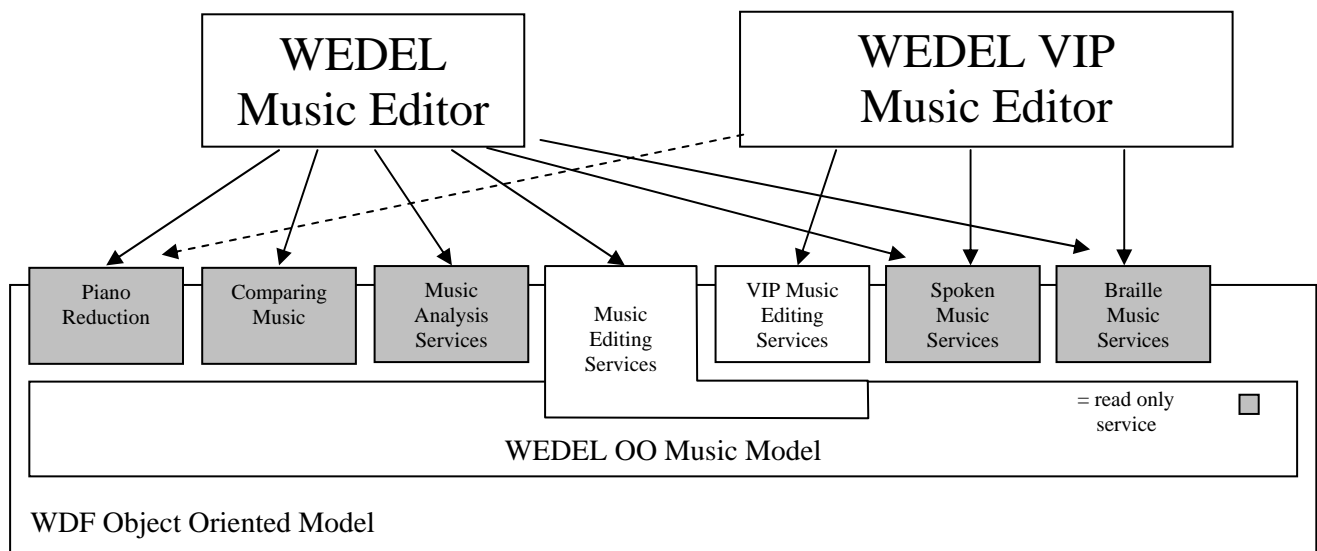 WEDEL
Music Editor
WEDEL VIP
Music Editor
Piano
Reduction
Comparing
Music
Music
Analysis
Services
Music
Editing
Services
VIP Music
Editing
Services
Spoken
Music
Services
Braille
Music
Services
= read only
service
WEDEL OO Music Model
WDF Object Oriented Model